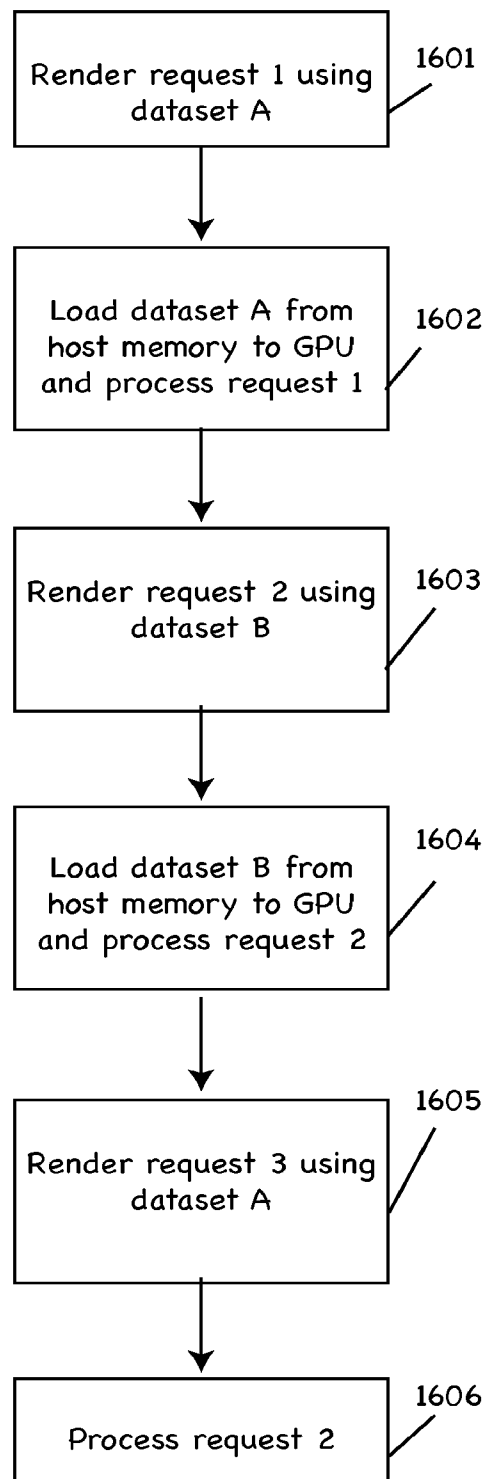 Render request 1 using
dataset A
1601
Load dataset A from
host memory to GPU
and process request 1
1602
Render request 2 using
dataset B
1603
Load dataset B from
host memory to GPU
and process request 2
1604
Render request 3 using
dataset A
1605
Process request 2
1606